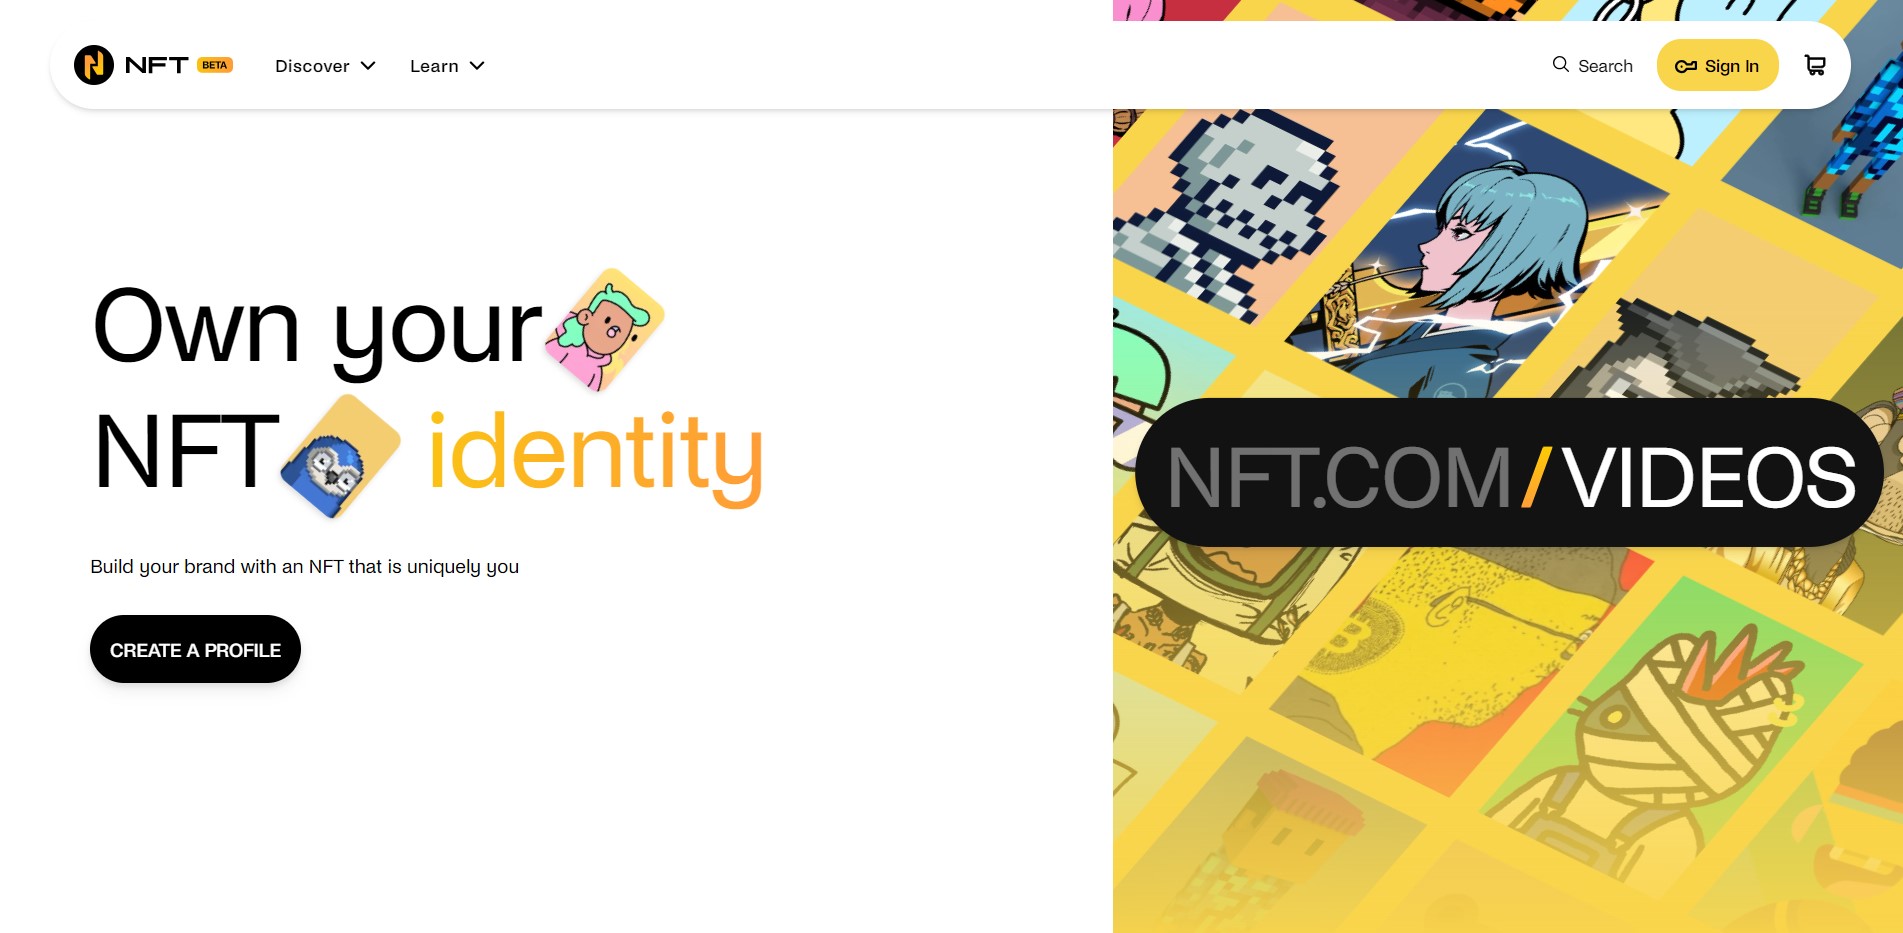 NFT BETA Discover Learn Search Sign In
Own your
NFT identity
NFT.COM/VIDEOS
Build your brand with an NFT that is uniquely you
CREATE A PROFILE